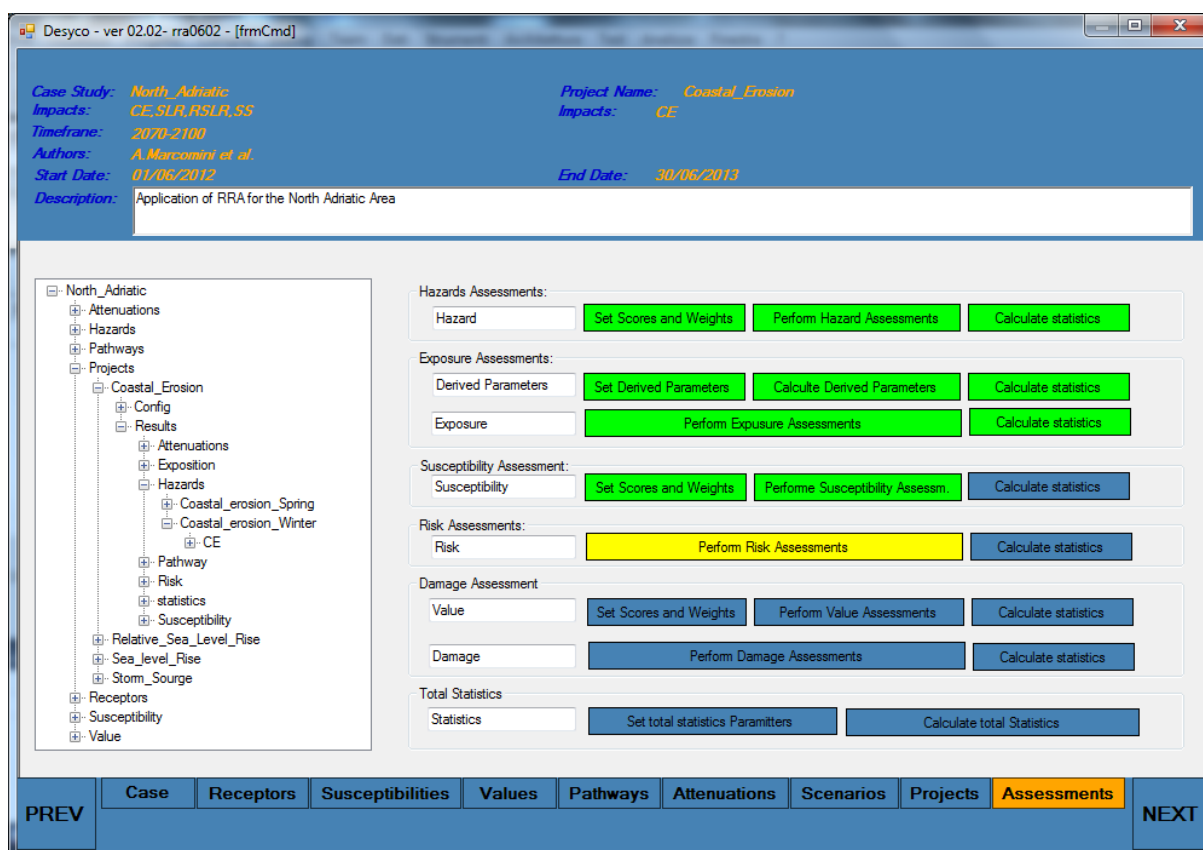 Desyco - ver 02.02- rra0602 - [frmCmd]
Case Study: North_Adriatic Project Name: Coastal_Erosion
Impacts: CE,SLR,RSLR,SS Impacts: CE
Timefrane: 2070-2100
Authors: A.Marcomini et al.
Start Date: 01/06/2012 End Date: 30/06/2013
Description: Application of RRA for the North Adriatic Area
North_Adriatic
Attenuations
Hazards
Pathways
Projects
Coastal_Erosion
Config
Results
Attenuations
Exposition
Hazards
Coastal_erosion_Spring
Coastal_erosion_Winter
CE
Pathway
Risk
statistics
Susceptibility
Relative_Sea_Level_Rise
Sea_level_Rise
Storm_Sourge
Receptors
Susceptibility
Value
Hazards Assessments:
Hazard Set Scores and Weights Perform Hazard Assessments Calculate statistics
Exposure Assessments:
Derived Parameters Set Derived Parameters Calculte Derived Parameters Calculate statistics
Exposure Perform Expusure Assessments Calculate statistics
Susceptibility Assessment:
Susceptibility Set Scores and Weights Performe Susceptibility Assessm. Calculate statistics
Risk Assessments:
Risk Perform Risk Assessments Calculate statistics
Damage Assessment
Value Set Scores and Weights Perform Value Assessments Calculate statistics
Damage Perform Damage Assessments Calculate statistics
Total Statistics
Statistics Set total statistics Paramitters Calculate total Statistics
PREV Case Receptors Susceptibilities Values Pathways Attenuations Scenarios Projects Assessments NEXT